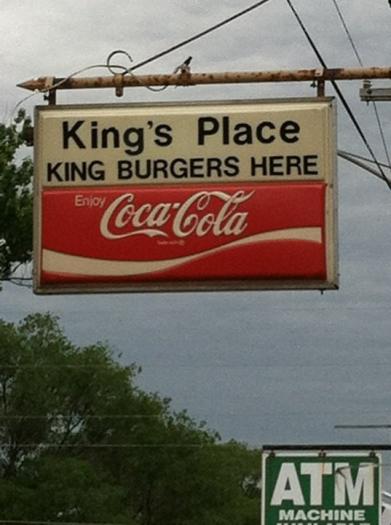 King's Place
KING BURGERS HERE
Enjoy
Coca-Cola
ATM
MACHINE